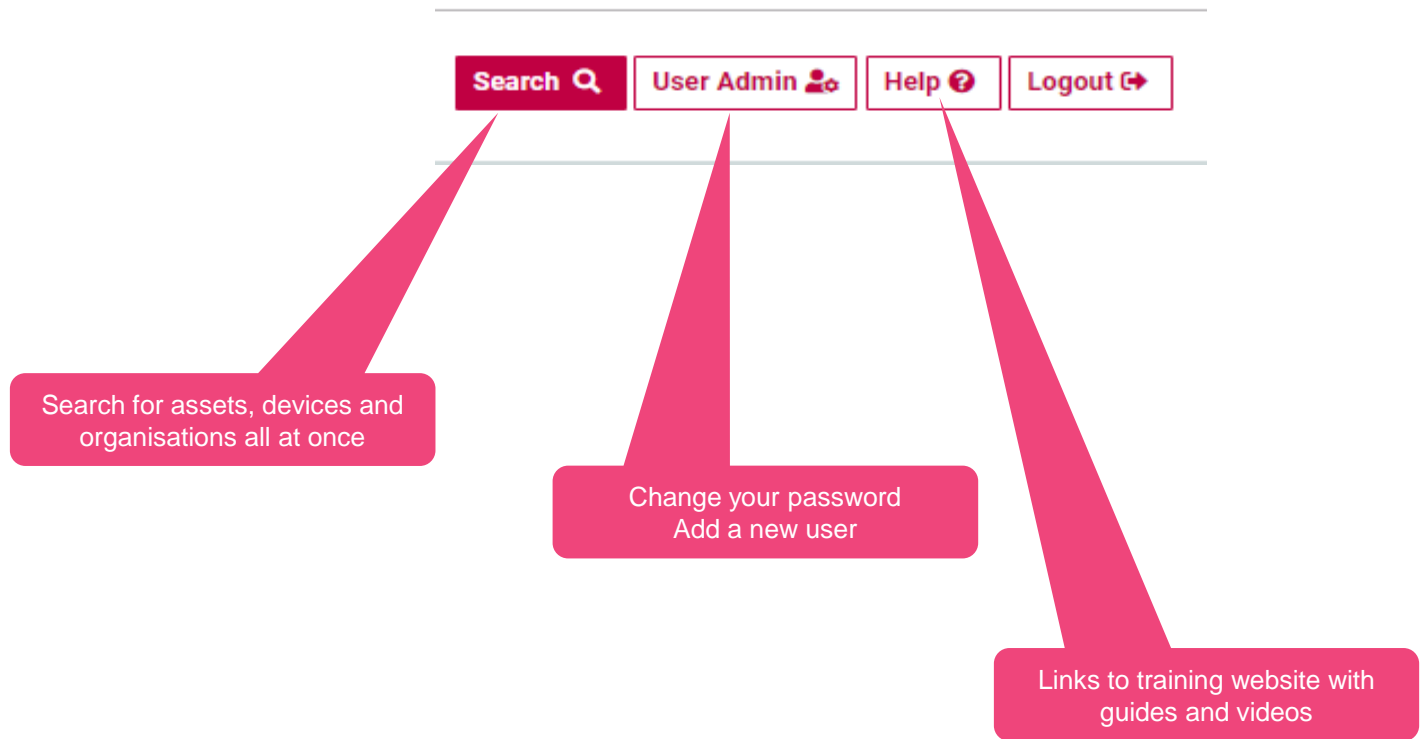 Search
User Admin
Help
Logout
Search for assets, devices and
organisations all at once
Change your password
Add a new user
Links to training website with
guides and videos